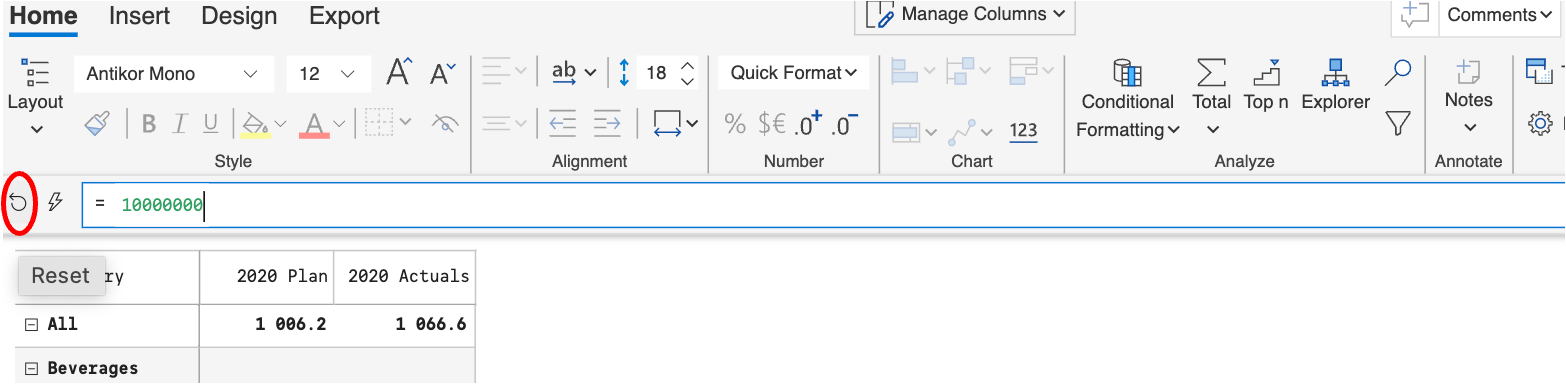 Home Insert Design Export Manage Columns Comments
Antikor Mono 12 A A ab 18 Quick Format
Layout Conditional Formatting Total Top n Explorer Notes
B I U A % $€ .0+ .0- 123
Style Alignment Number Chart Analyze Annotate
= 10000000
Reset ry 2020 Plan 2020 Actuals
All 1 006.2 1 066.6
Beverages